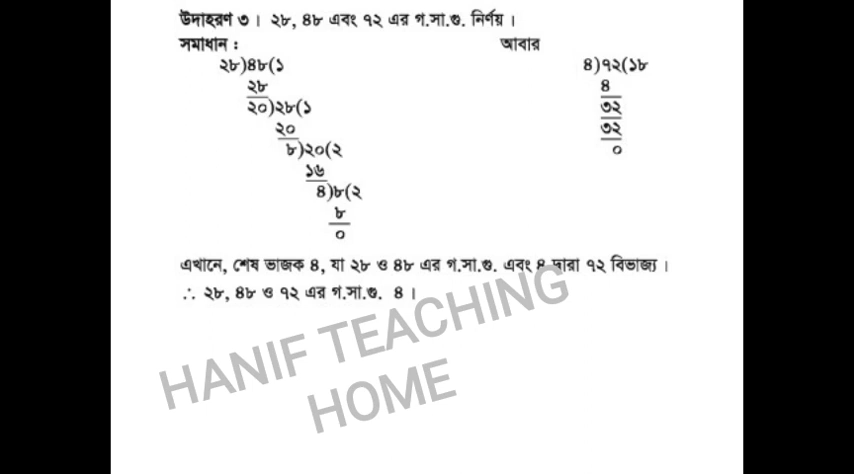 উদাহরণ ৩ । ২৮, ৪৮ এবং ৭২ এর গ.সা.গু. নির্ণয় ।
সমাধান :
২৮)৪৮(১
২৮
২০)২৮(১
২০
৮)২০(২
১৬
৪)৮(২
৮
০
আবার
৪)৭২(১৮
৪
৩২
৩২
০
এখানে, শেষ ভাজক ৪, যা ২৮ ও ৪৮ এর গ.সা.গু. এবং ৪ দ্বারা ৭২ বিভাজ্য ।
∴ ২৮, ৪৮ ও ৭২ এর গ.সা.গু. ৪ ।
HANIF TEACHING
HOME